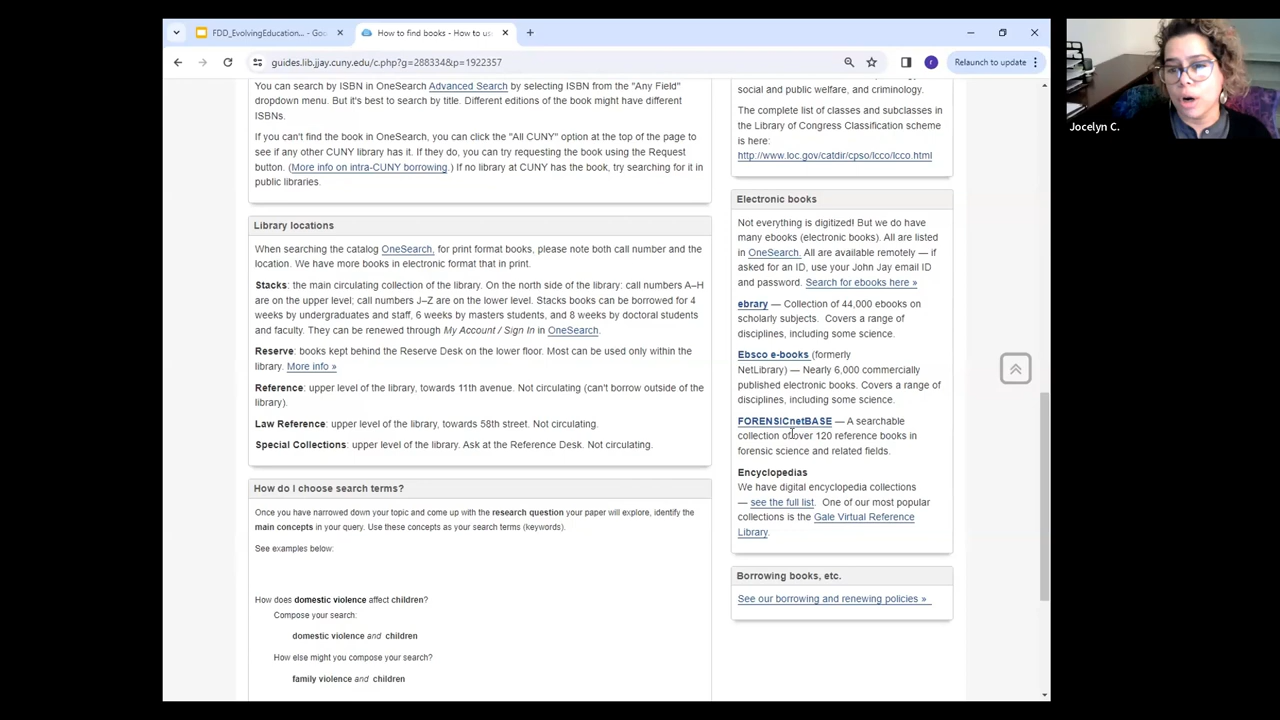 FDD_EvolvingEducation... - Goo
How to find books - How to us
guides.lib.jjay.cuny.edu/c.php?g=288334&p=1922357
Relaunch to update
You can search by ISBN in OneSearch Advanced Search by selecting ISBN from the "Any Field"
dropdown menu. But it's best to search by title. Different editions of the book might have different
ISBNs.
If you can't find the book in OneSearch, you can click the "All CUNY" option at the top of the page to
see if any other CUNY library has it. If they do, you can try requesting the book using the Request
button. (More info on intra-CUNY borrowing.) If no library at CUNY has the book, try searching for it in
public libraries.
Library locations
When searching the catalog OneSearch, for print format books, please note both call number and the
location. We have more books in electronic format that in print.
Stacks: the main circulating collection of the library. On the north side of the library: call numbers A–H
are on the upper level; call numbers J–Z are on the lower level. Stacks books can be borrowed for 4
weeks by undergraduates and staff, 6 weeks by masters students, and 8 weeks by doctoral students
and faculty. They can be renewed through My Account / Sign In in OneSearch.
Reserve: books kept behind the Reserve Desk on the lower floor. Most can be used only within the
library. More info »
Reference: upper level of the library, towards 11th avenue. Not circulating (can't borrow outside of the
library).
Law Reference: upper level of the library, towards 58th street. Not circulating.
Special Collections: upper level of the library. Ask at the Reference Desk. Not circulating.
How do I choose search terms?
Once you have narrowed down your topic and come up with the research question your paper will explore, identify the
main concepts in your query. Use these concepts as your search terms (keywords).
See examples below:
How does domestic violence affect children?
Compose your search:
domestic violence and children
How else might you compose your search?
family violence and children
social and public welfare, and criminology.
The complete list of classes and subclasses in
the Library of Congress Classification scheme
is here:
http://www.loc.gov/catdir/cpso/lcco/lcco.html
Electronic books
Not everything is digitized! But we do have
many ebooks (electronic books). All are listed
in OneSearch. All are available remotely — if
asked for an ID, use your John Jay email ID
and password. Search for ebooks here »
ebrary — Collection of 44,000 ebooks on
scholarly subjects. Covers a range of
disciplines, including some science.
Ebsco e-books (formerly
NetLibrary) — Nearly 6,000 commercially
published electronic books. Covers a range of
disciplines, including some science.
FORENSICnetBASE — A searchable
collection of over 120 reference books in
forensic science and related fields.
Encyclopedias
We have digital encyclopedia collections
— see the full list. One of our most popular
collections is the Gale Virtual Reference
Library.
Borrowing books, etc.
See our borrowing and renewing policies »
Jocelyn C.